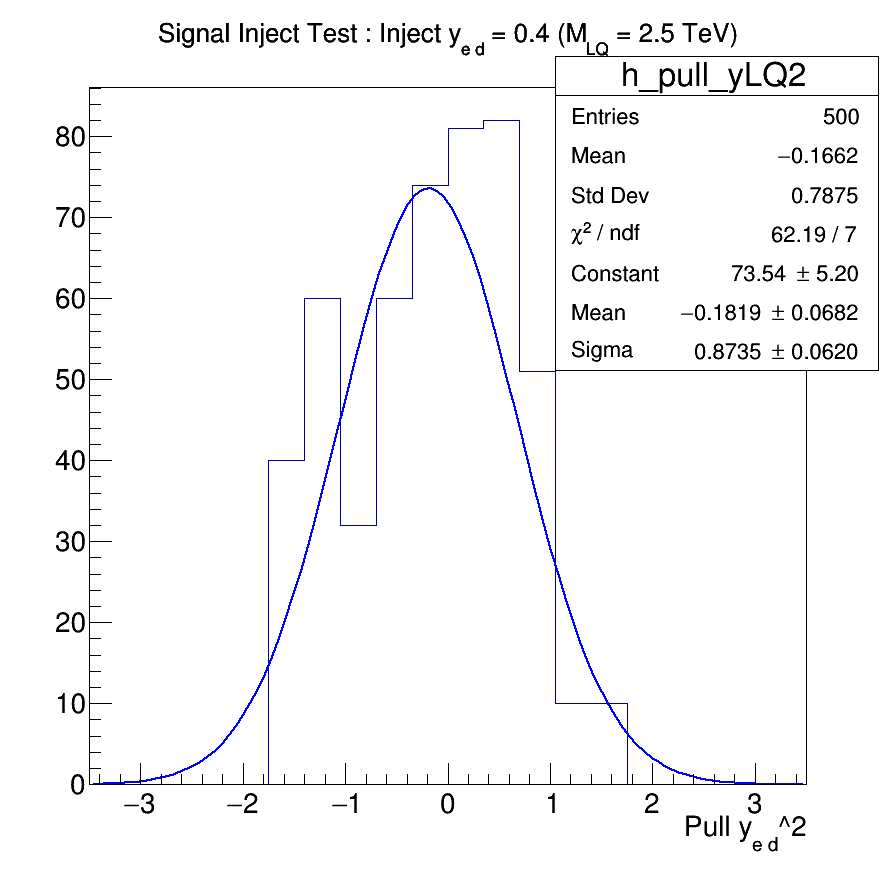 Signal Inject Test : Inject y_{e d} = 0.4 (M_{LQ} = 2.5 TeV)
h_pull_yLQ2
Entries 500
Mean −0.1662
Std Dev 0.7875
χ² / ndf 62.19 / 7
Constant 73.54 ± 5.20
Mean −0.1819 ± 0.0682
Sigma 0.8735 ± 0.0620
80
70
60
50
40
30
20
10
0
−3 −2 −1 0 1 2 3
Pull y_{e d}^2